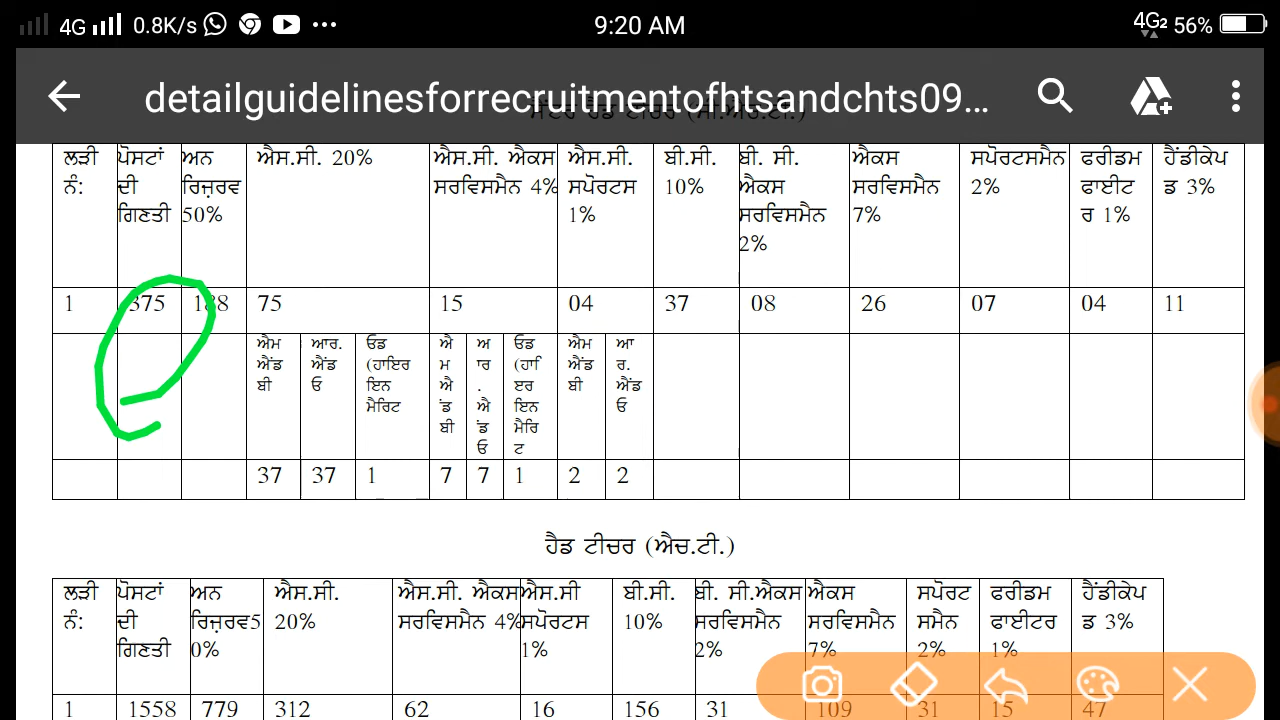 4G 0.8K/s 9:20 AM 4G2 56%
detailguidelinesforrecruitmentofhtsandchts09...
ਸੈਂਟਰ ਹੈਡ ਟੀਚਰ (ਸੀ.ਐਚ.ਟੀ.)
ਲੜੀ ਨੰ: ਪੋਸਟਾਂ ਦੀ ਗਿਣਤੀ ਅਨ ਰਿਜ਼ਰਵ 50% ਐਸ.ਸੀ. 20% ਐਸ.ਸੀ. ਐਕਸ ਸਰਵਿਸਮੈਨ 4% ਐਸ.ਸੀ. ਸਪੋਰਟਸ 1% ਬੀ.ਸੀ. 10% ਬੀ. ਸੀ. ਐਕਸ ਸਰਵਿਸਮੈਨ 2% ਐਕਸ ਸਰਵਿਸਮੈਨ 7% ਸਪੋਰਟਸਮੈਨ 2% ਫਰੀਡਮ ਫਾਈਟਰ 1% ਹੈਂਡੀਕੇਪਡ 3%
1 375 188 75 15 04 37 08 26 07 04 11
ਐਮ ਐਂਡ ਬੀ ਆਰ. ਐਂਡ ਓ ਓਡ (ਹਾਇਰ ਇਨ ਮੈਰਿਟ ਐਮ ਐਂਡ ਬੀ ਆਰ. ਐਂਡ ਓ ਓਡ (ਹਾਇਰ ਇਨ ਮੈਰਿਟ ਐਮ ਐਂਡ ਬੀ ਆਰ. ਐਂਡ ਓ
37 37 1 7 7 1 2 2
ਹੈਡ ਟੀਚਰ (ਐਚ.ਟੀ.)
ਲੜੀ ਨੰ: ਪੋਸਟਾਂ ਦੀ ਗਿਣਤੀ ਅਨ ਰਿਜ਼ਰਵ50% ਐਸ.ਸੀ. 20% ਐਸ.ਸੀ. ਐਕਸ ਸਰਵਿਸਮੈਨ 4% ਐਸ.ਸੀ ਸਪੋਰਟਸ 1% ਬੀ.ਸੀ. 10% ਬੀ. ਸੀ.ਐਕਸ ਸਰਵਿਸਮੈਨ 2% ਐਕਸ ਸਰਵਿਸਮੈਨ 7% ਸਪੋਰਟਸਮੈਨ 2% ਫਰੀਡਮ ਫਾਈਟਰ 1% ਹੈਂਡੀਕੇਪਡ 3%
1 1558 779 312 62 16 156 31 109 31 15 47